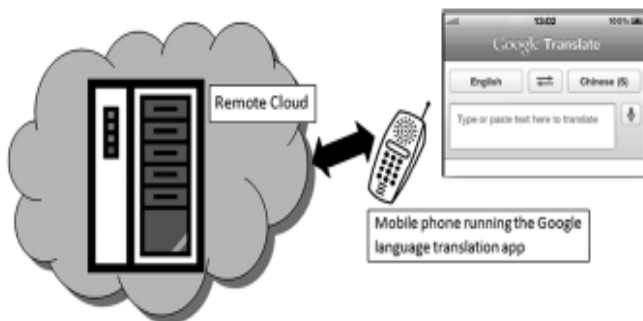 13:02 100%
Google Translate
English
Chinese (S)
Type or paste text here to translate
Remote Cloud
Mobile phone running the Google
language translation app